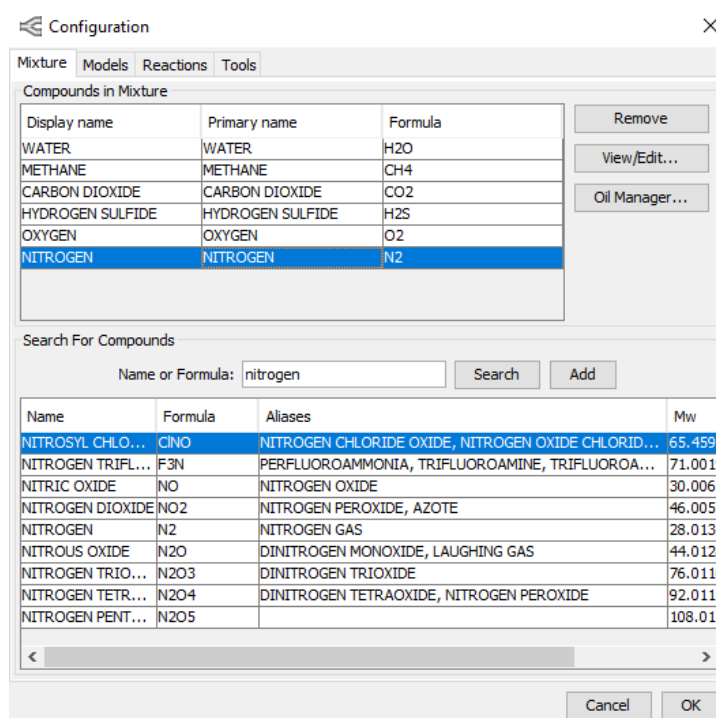 Configuration
Mixture Models Reactions Tools
Compounds in Mixture
Display name Primary name Formula Remove
WATER WATER H2O
View/Edit...
METHANE METHANE CH4
CARBON DIOXIDE CARBON DIOXIDE CO2 Oil Manager...
HYDROGEN SULFIDE HYDROGEN SULFIDE H2S
OXYGEN OXYGEN O2
NITROGEN NITROGEN N2
Search For Compounds
Name or Formula: nitrogen Search Add
Name Formula Aliases Mw
NITROSYL CHLO... ClNO NITROGEN CHLORIDE OXIDE, NITROGEN OXIDE CHLORID... 65.459
NITROGEN TRIFL... F3N PERFLUOROAMMONIA, TRIFLUOROAMINE, TRIFLUOROA... 71.001
NITRIC OXIDE NO NITROGEN OXIDE 30.006
NITROGEN DIOXIDE NO2 NITROGEN PEROXIDE, AZOTE 46.005
NITROGEN N2 NITROGEN GAS 28.013
NITROUS OXIDE N2O DINITROGEN MONOXIDE, LAUGHING GAS 44.012
NITROGEN TRIO... N2O3 DINITROGEN TRIOXIDE 76.011
NITROGEN TETR... N2O4 DINITROGEN TETRAOXIDE, NITROGEN PEROXIDE 92.011
NITROGEN PENT... N2O5 108.01
Cancel OK